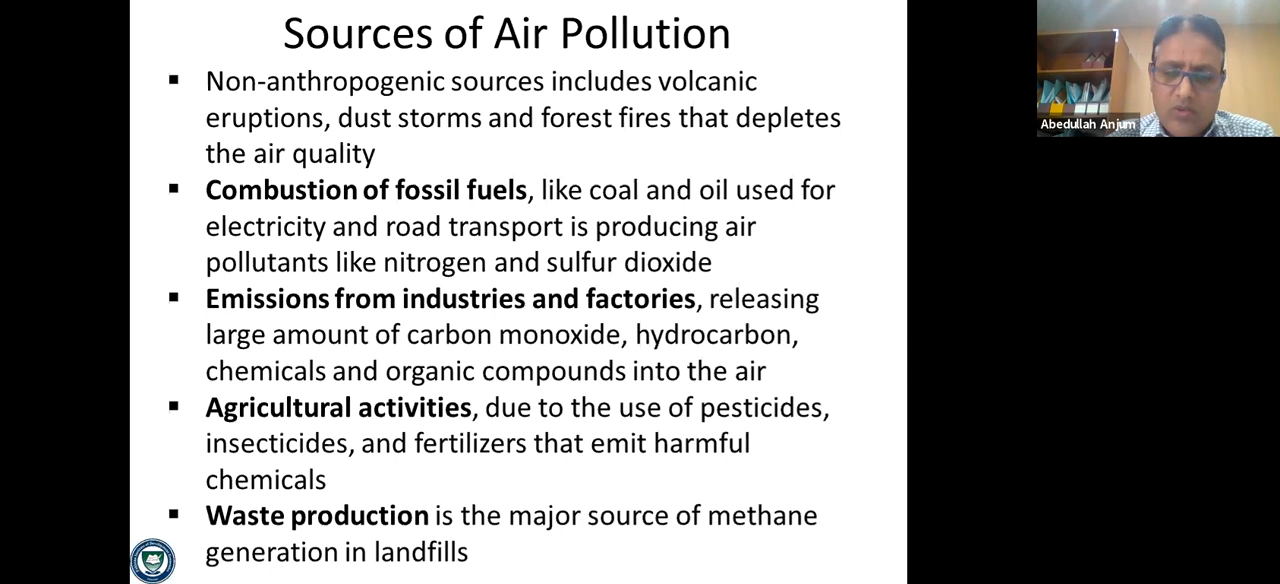 Sources of Air Pollution
▪ Non-anthropogenic sources includes volcanic
eruptions, dust storms and forest fires that depletes
the air quality
▪ Combustion of fossil fuels, like coal and oil used for
electricity and road transport is producing air
pollutants like nitrogen and sulfur dioxide
▪ Emissions from industries and factories, releasing
large amount of carbon monoxide, hydrocarbon,
chemicals and organic compounds into the air
▪ Agricultural activities, due to the use of pesticides,
insecticides, and fertilizers that emit harmful
chemicals
▪ Waste production is the major source of methane
generation in landfills
Abedullah Anjum